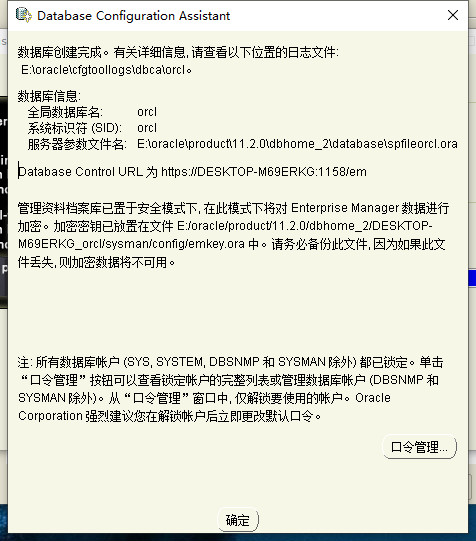 Database Configuration Assistant
数据库创建完成。有关详细信息, 请查看以下位置的日志文件:
E:\oracle\cfgtoollogs\dbca\orcl。
数据库信息:
全局数据库名: orcl
系统标识符 (SID): orcl
服务器参数文件名: E:\oracle\product\11.2.0\dbhome_2\database\spfileorcl.ora
Database Control URL 为 https://DESKTOP-M69ERKG:1158/em
管理资料档案库已置于安全模式下, 在此模式下将对 Enterprise Manager 数据进行
加密。加密密钥已放置在文件 E:/oracle/product/11.2.0/dbhome_2/DESKTOP-
M69ERKG_orcl/sysman/config/emkey.ora 中。请务必备份此文件, 因为如果此文
件丢失, 则加密数据将不可用。
注: 所有数据库帐户 (SYS, SYSTEM, DBSNMP 和 SYSMAN 除外) 都已锁定。单击
“口令管理”按钮可以查看锁定帐户的完整列表或管理数据库帐户 (DBSNMP 和
SYSMAN 除外)。从“口令管理”窗口中, 仅解锁要使用的帐户。Oracle
Corporation 强烈建议您在解锁帐户后立即更改默认口令。
口令管理...
确定